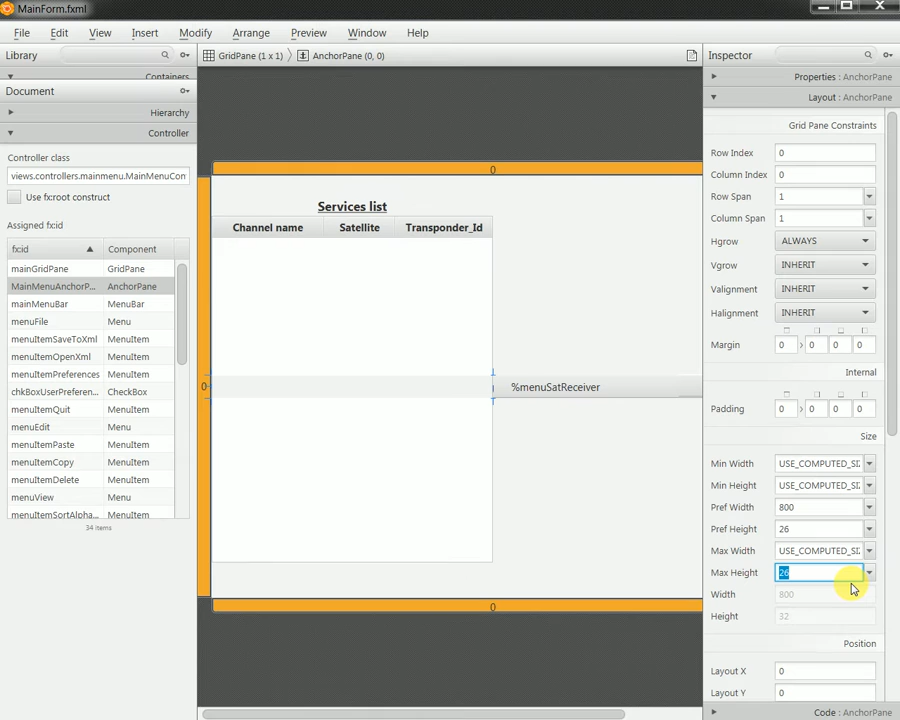 MainForm.fxml
File Edit View Insert Modify Arrange Preview Window Help
Library
GridPane (1 x 1) AnchorPane (0, 0)
Inspector
Containers
Document
Hierarchy
Controller
Controller class
views.controllers.mainmenu.MainMenuCon
Use fx:root construct
Assigned fx:id
fx:id Component
mainGridPane GridPane
MainMenuAnchorP... AnchorPane
mainMenuBar MenuBar
menuFile Menu
menuItemSaveToXml MenuItem
menuItemOpenXml MenuItem
menuItemPreferences MenuItem
chkBoxUserPreferen... CheckBox
menuItemQuit MenuItem
menuEdit Menu
menuItemPaste MenuItem
menuItemCopy MenuItem
menuItemDelete MenuItem
menuView Menu
menuItemSortAlpha... MenuItem
34 items
0
0
Services list
Channel name Satellite Transponder_Id
%menuSatReceiver
0
Properties : AnchorPane
Layout : AnchorPane
Grid Pane Constraints
Row Index 0
Column Index 0
Row Span 1
Column Span 1
Hgrow ALWAYS
Vgrow INHERIT
Valignment INHERIT
Halignment INHERIT
Margin 0 0 0 0
Internal
Padding 0 0 0 0
Size
Min Width USE_COMPUTED_SI
Min Height USE_COMPUTED_SI
Pref Width 800
Pref Height 26
Max Width USE_COMPUTED_SI
Max Height 26
Width 800
Height 32
Position
Layout X 0
Layout Y 0
Code : AnchorPane